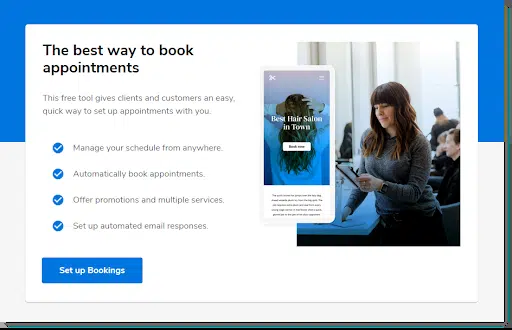 The best way to book
appointments
This free tool gives clients and customers an easy,
quick way to set up appointments with you.
Manage your schedule from anywhere.
Automatically book appointments.
Offer promotions and multiple services.
Set up automated email responses.
Set up Bookings
Best Hair Salon
in Town
Book now